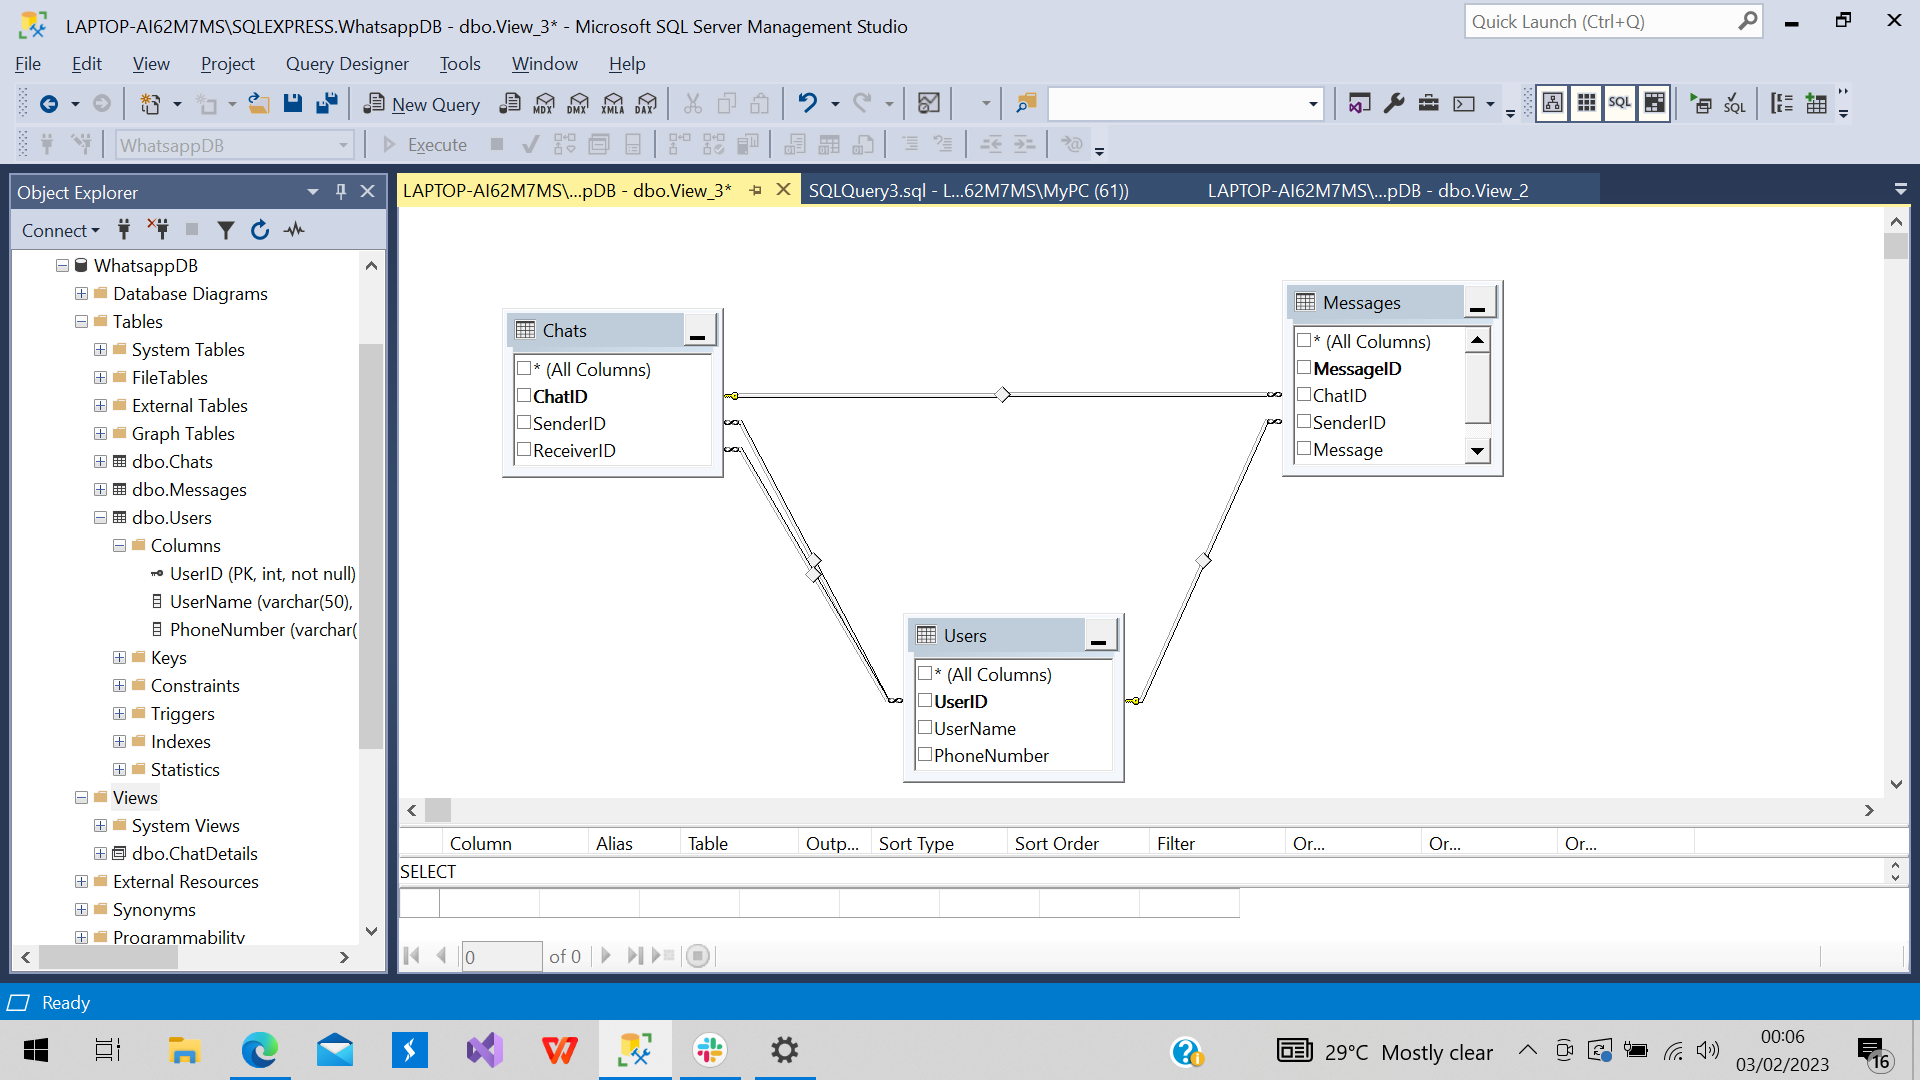 LAPTOP-AI62M7MS\SQLEXPRESS.WhatsappDB - dbo.View_3* - Microsoft SQL Server Management Studio
Quick Launch (Ctrl+Q)
File Edit View Project Query Designer Tools Window Help
New Query MDX DMX XMLA DAX SQL SQL
WhatsappDB Execute
Object Explorer
Connect
WhatsappDB
Database Diagrams
Tables
System Tables
FileTables
External Tables
Graph Tables
dbo.Chats
dbo.Messages
dbo.Users
Columns
UserID (PK, int, not null)
UserName (varchar(50),
PhoneNumber (varchar(
Keys
Constraints
Triggers
Indexes
Statistics
Views
System Views
dbo.ChatDetails
External Resources
Synonyms
Programmability
LAPTOP-AI62M7MS\...pDB - dbo.View_3* SQLQuery3.sql - L...62M7MS\MyPC (61)) LAPTOP-AI62M7MS\...pDB - dbo.View_2
Chats
* (All Columns)
ChatID
SenderID
ReceiverID
Messages
* (All Columns)
MessageID
ChatID
SenderID
Message
Users
* (All Columns)
UserID
UserName
PhoneNumber
Column Alias Table Outp... Sort Type Sort Order Filter Or... Or... Or...
SELECT
0 of 0
Ready
29°C Mostly clear
00:06
03/02/2023
16